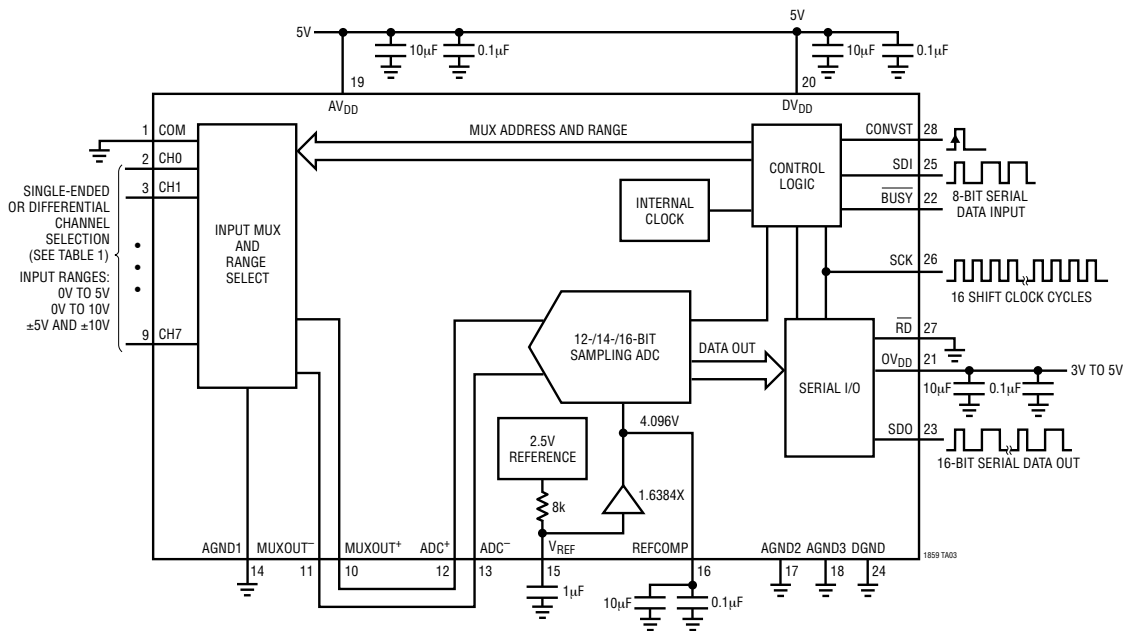 5V
5V
10µF
0.1µF
10µF
0.1µF
19
20
AVDD
DVDD
1
COM
2
CH0
3
CH1
9
CH7
SINGLE-ENDED
OR DIFFERENTIAL
CHANNEL
SELECTION
(SEE TABLE 1)
INPUT RANGES:
0V TO 5V
0V TO 10V
±5V AND ±10V
INPUT MUX
AND
RANGE
SELECT
MUX ADDRESS AND RANGE
CONTROL
LOGIC
INTERNAL
CLOCK
CONVST
28
SDI
25
BUSY
22
8-BIT SERIAL
DATA INPUT
SCK
26
16 SHIFT CLOCK CYCLES
12-/14-/16-BIT
SAMPLING ADC
DATA OUT
SERIAL I/O
RD
27
OVDD
21
3V TO 5V
10µF
0.1µF
SDO
23
16-BIT SERIAL DATA OUT
4.096V
2.5V
REFERENCE
8k
1.6384X
AGND1
MUXOUT–
MUXOUT+
ADC+
ADC–
VREF
REFCOMP
AGND2
AGND3
DGND
14
11
10
12
13
15
16
17
18
24
1µF
10µF
0.1µF
1859 TA03